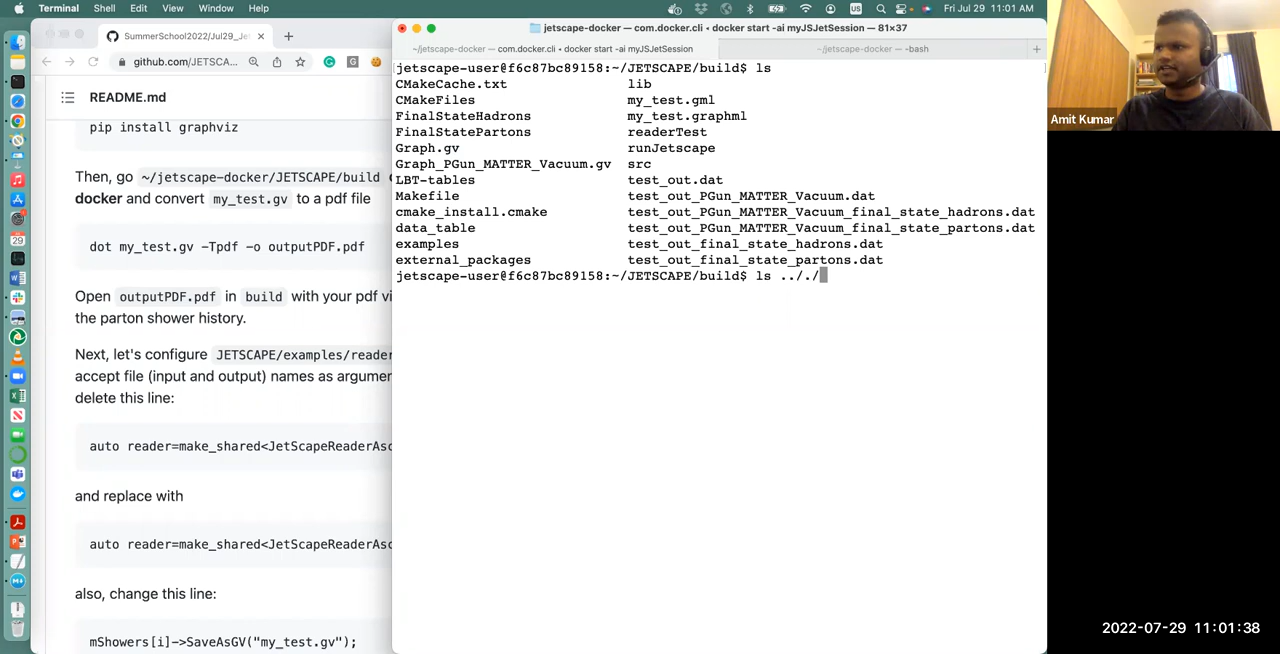 Terminal Shell Edit View Window Help
US Fri Jul 29 11:01 AM
SummerSchool2022/Jul29_Jet
github.com/JETSCA...
README.md
pip install graphviz
Then, go ~/jetscape-docker/JETSCAPE/build
docker and convert my_test.gv to a pdf file
dot my_test.gv -Tpdf -o outputPDF.pdf
Open outputPDF.pdf in build with your pdf vi
the parton shower history.
Next, let's configure JETSCAPE/examples/reader
accept file (input and output) names as argumen
delete this line:
auto reader=make_shared<JetScapeReaderAsc
and replace with
auto reader=make_shared<JetScapeReaderAsc
also, change this line:
mShowers[i]->SaveAsGV("my_test.gv");
jetscape-docker — com.docker.cli • docker start -ai myJSJetSession — 81×37
~/jetscape-docker — com.docker.cli • docker start -ai myJSJetSession
~/jetscape-docker — -bash
jetscape-user@f6c87bc89158:~/JETSCAPE/build$ ls
CMakeCache.txt lib
CMakeFiles my_test.gml
FinalStateHadrons my_test.graphml
FinalStatePartons readerTest
Graph.gv runJetscape
Graph_PGun_MATTER_Vacuum.gv src
LBT-tables test_out.dat
Makefile test_out_PGun_MATTER_Vacuum.dat
cmake_install.cmake test_out_PGun_MATTER_Vacuum_final_state_hadrons.dat
data_table test_out_PGun_MATTER_Vacuum_final_state_partons.dat
examples test_out_final_state_hadrons.dat
external_packages test_out_final_state_partons.dat
jetscape-user@f6c87bc89158:~/JETSCAPE/build$ ls .././
Amit Kumar
2022-07-29 11:01:38